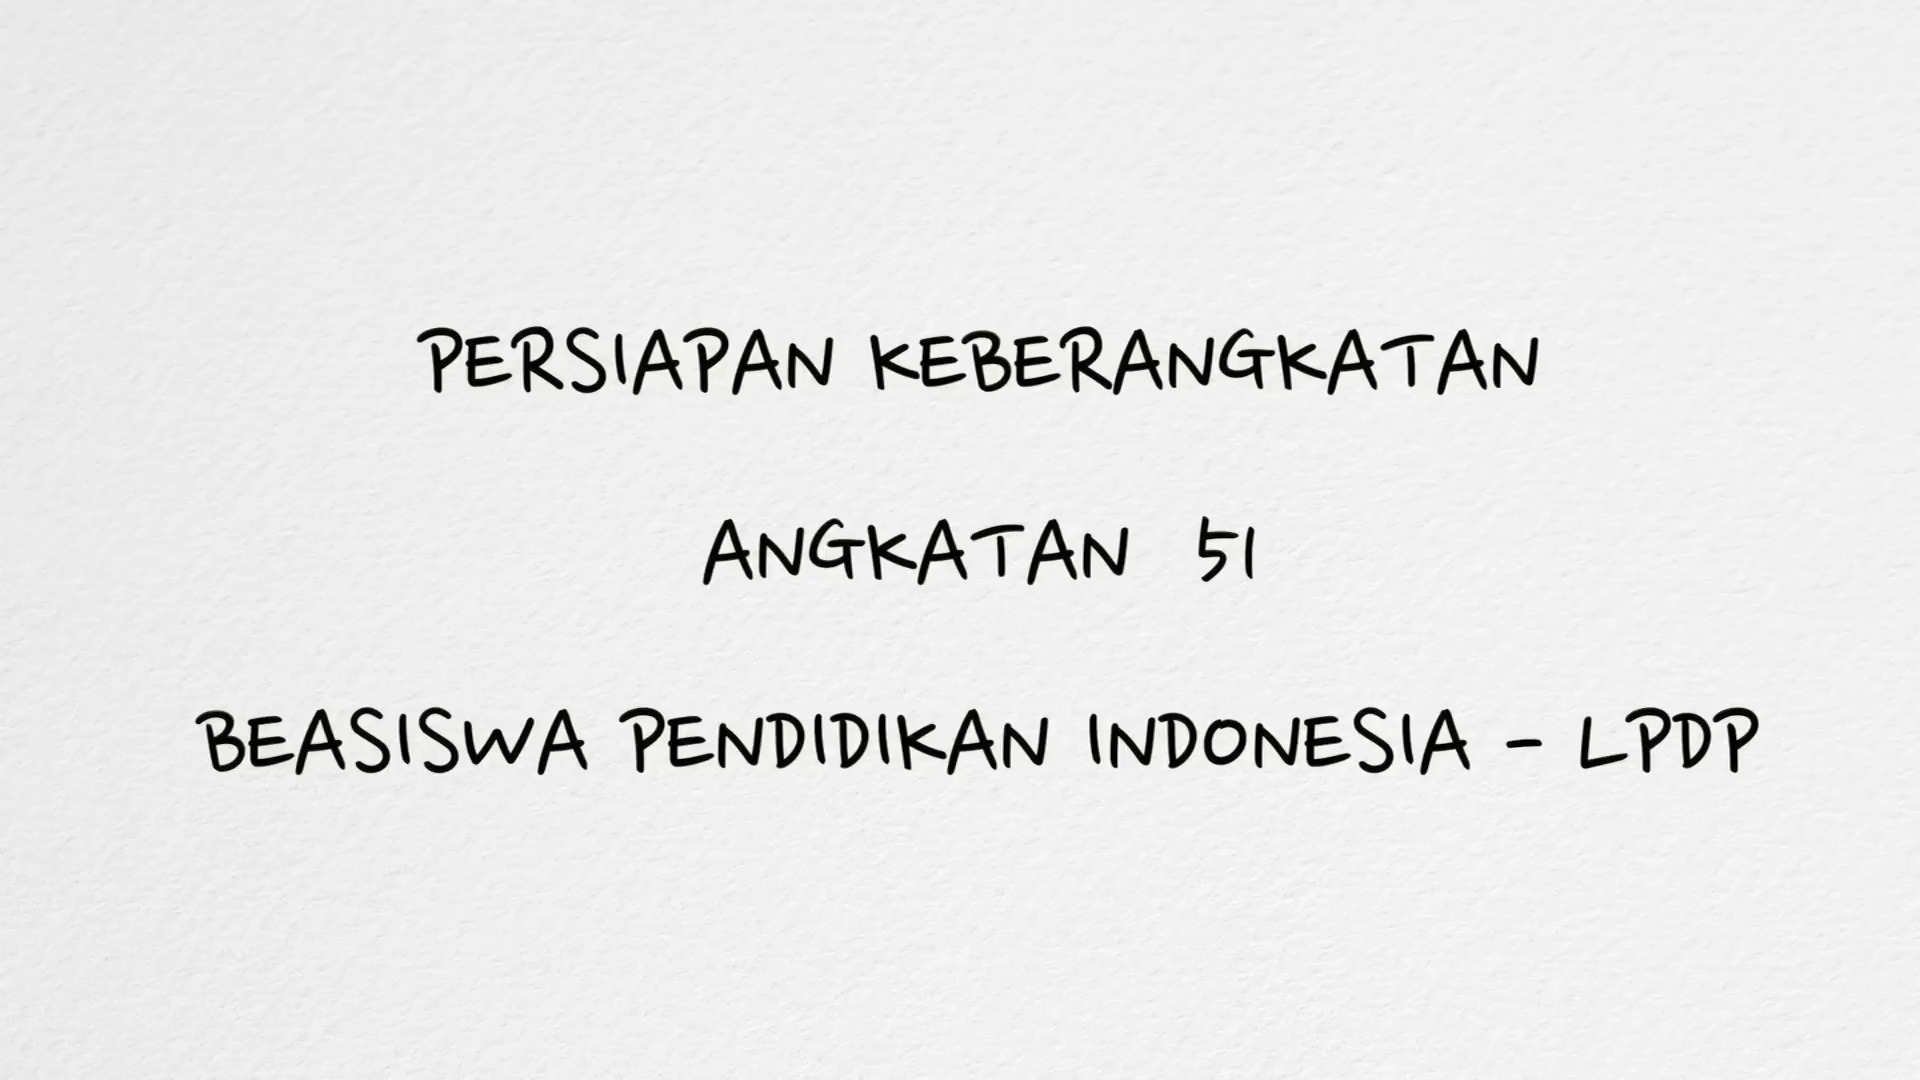 PERSIAPAN KEBERANGKATAN
ANGKATAN 51
BEASISWA PENDIDIKAN INDONESIA - LPDP